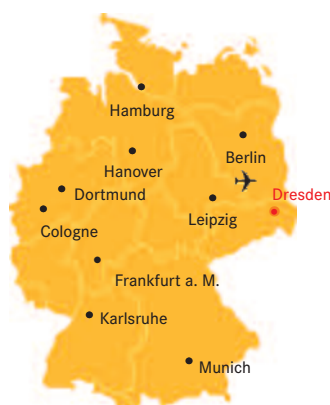 Hamburg
Berlin
Hanover
Dortmund
Dresden
Leipzig
Cologne
Frankfurt a. M.
Karlsruhe
Munich